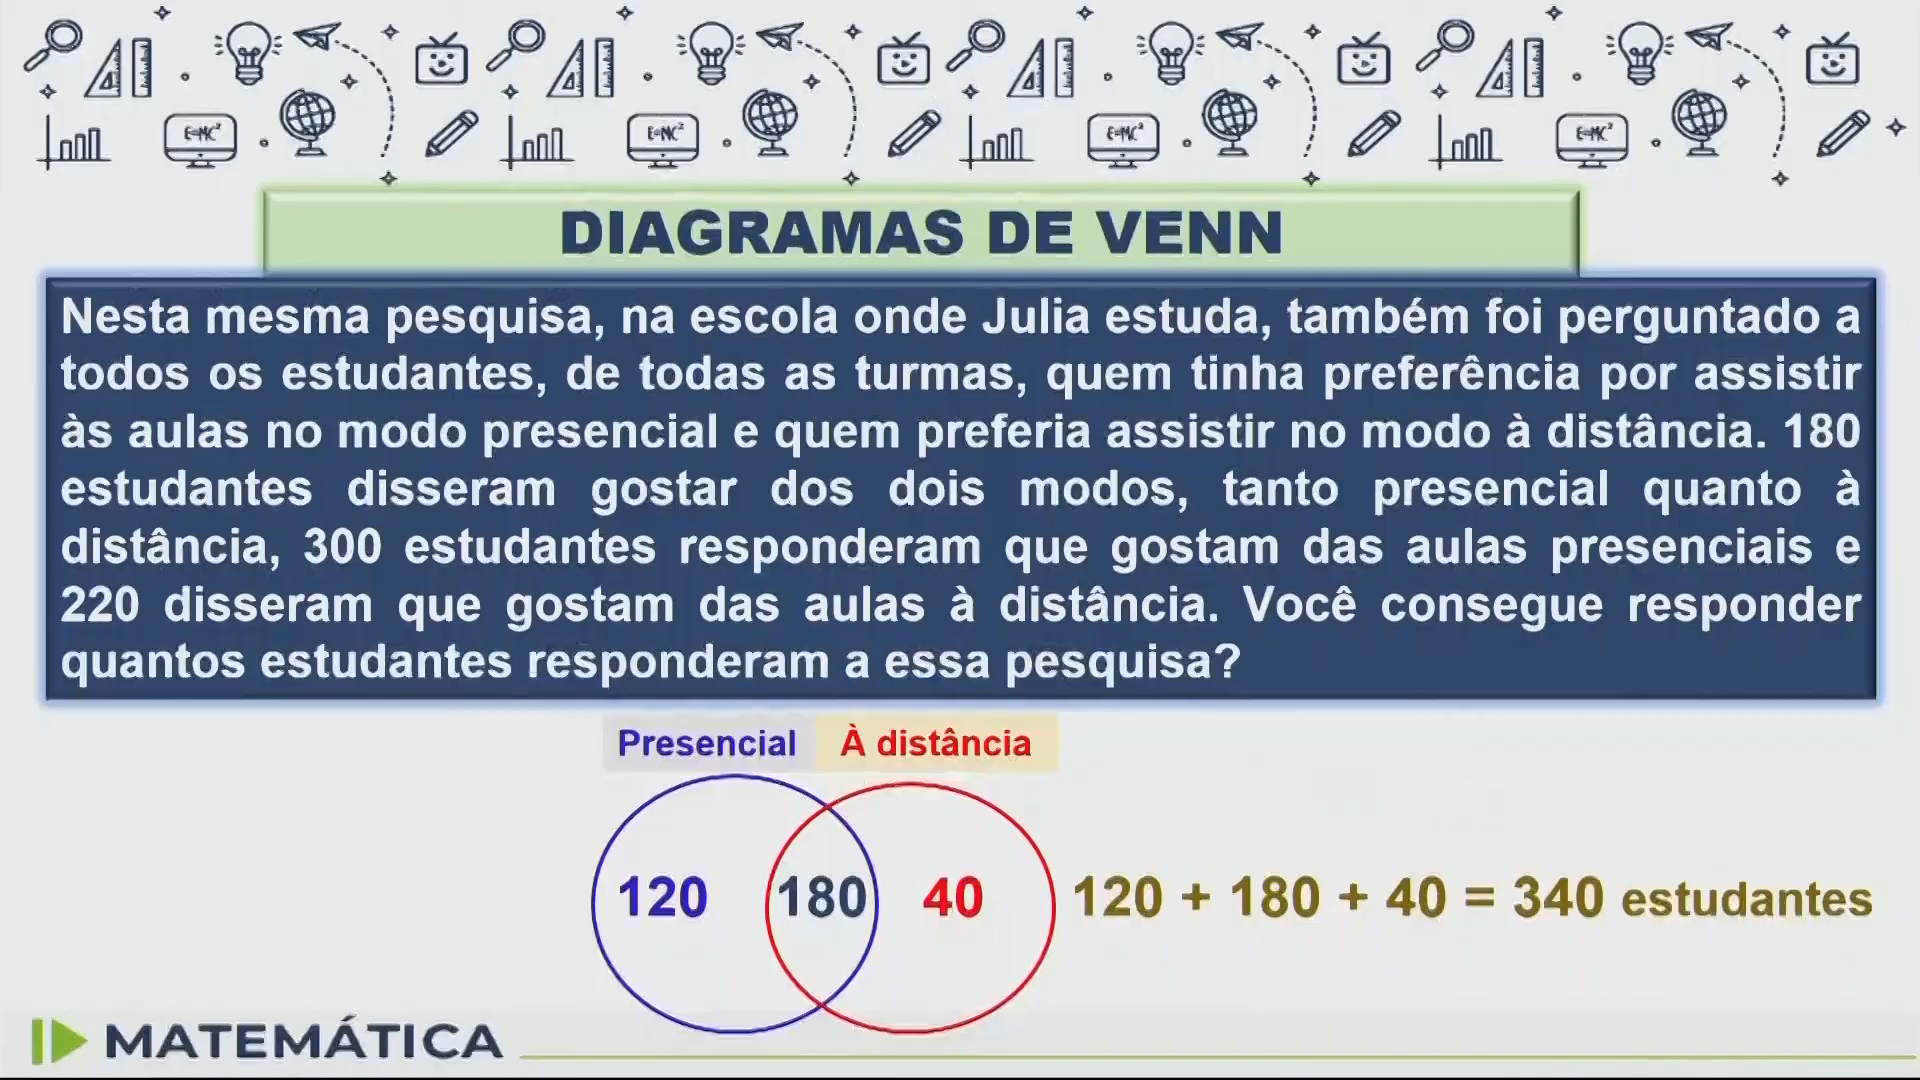 E=MC²
E=MC²
E=MC²
E=MC²
DIAGRAMAS DE VENN
Nesta mesma pesquisa, na escola onde Julia estuda, também foi perguntado a
todos os estudantes, de todas as turmas, quem tinha preferência por assistir
às aulas no modo presencial e quem preferia assistir no modo à distância. 180
estudantes disseram gostar dos dois modos, tanto presencial quanto à
distância, 300 estudantes responderam que gostam das aulas presenciais e
220 disseram que gostam das aulas à distância. Você consegue responder
quantos estudantes responderam a essa pesquisa?
Presencial À distância
120 180 40 120 + 180 + 40 = 340 estudantes
MATEMÁTICA